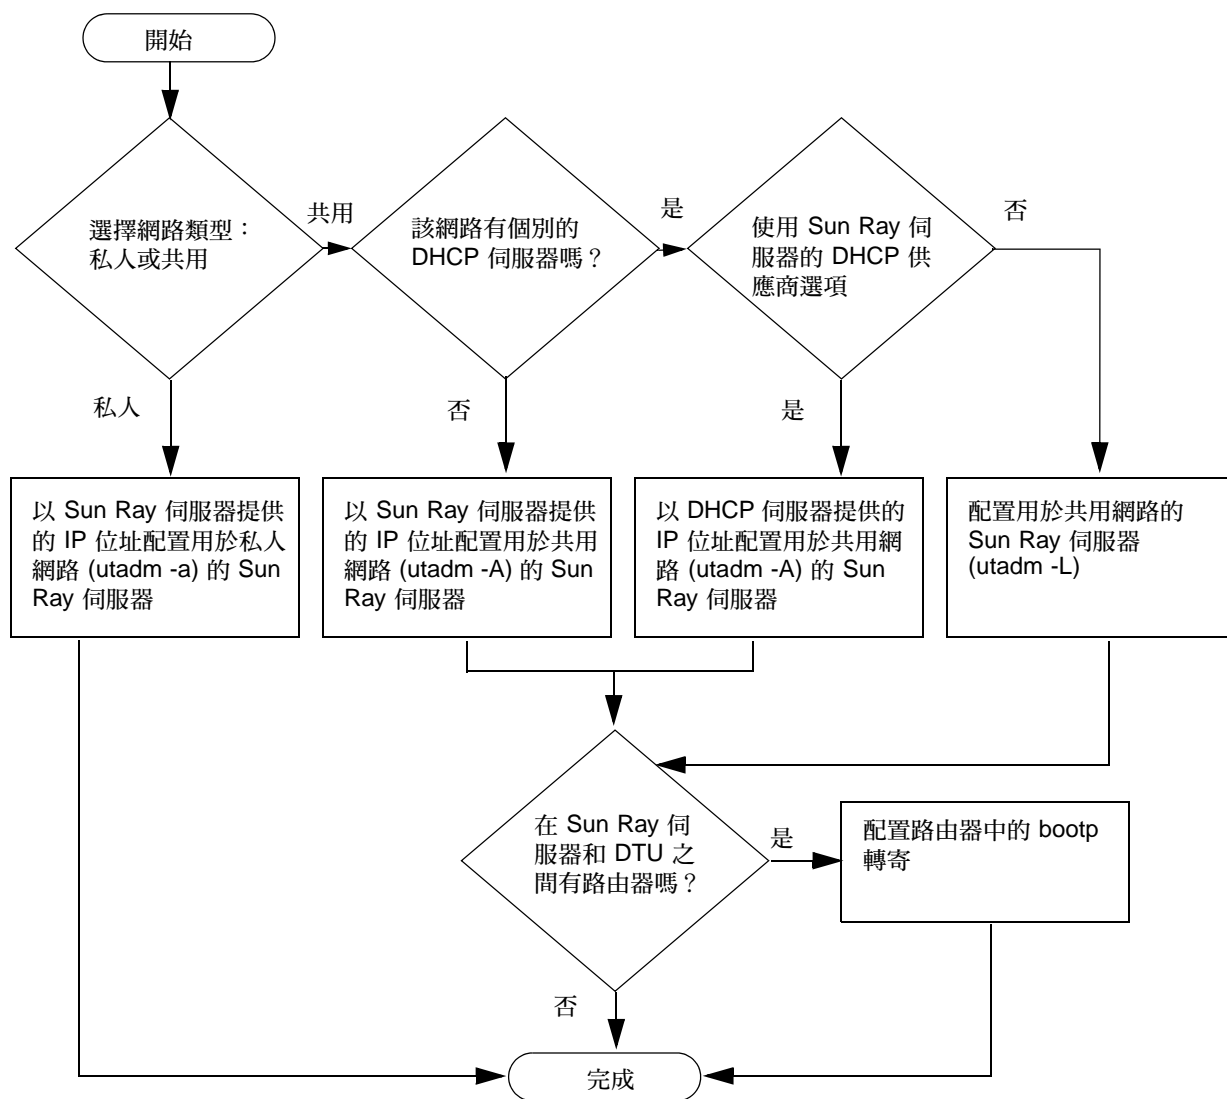 開始
選擇網路類型：
私人或共用
共用
該網路有個別的
DHCP 伺服器嗎？
是
使用 Sun Ray 伺
服器的 DHCP 供
應商選項
否
私人
否
是
以 Sun Ray 伺服器提供
的 IP 位址配置用於私人
網路 (utadm -a) 的 Sun
Ray 伺服器
以 Sun Ray 伺服器提供
的 IP 位址配置用於共用
網路 (utadm -A) 的 Sun
Ray 伺服器
以 DHCP 伺服器提供的
IP 位址配置用於共用網
路 (utadm -A) 的 Sun
Ray 伺服器
配置用於共用網路的
Sun Ray 伺服器
(utadm -L)
在 Sun Ray 伺
服器和 DTU 之
間有路由器嗎？
是
配置路由器中的 bootp
轉寄
否
完成